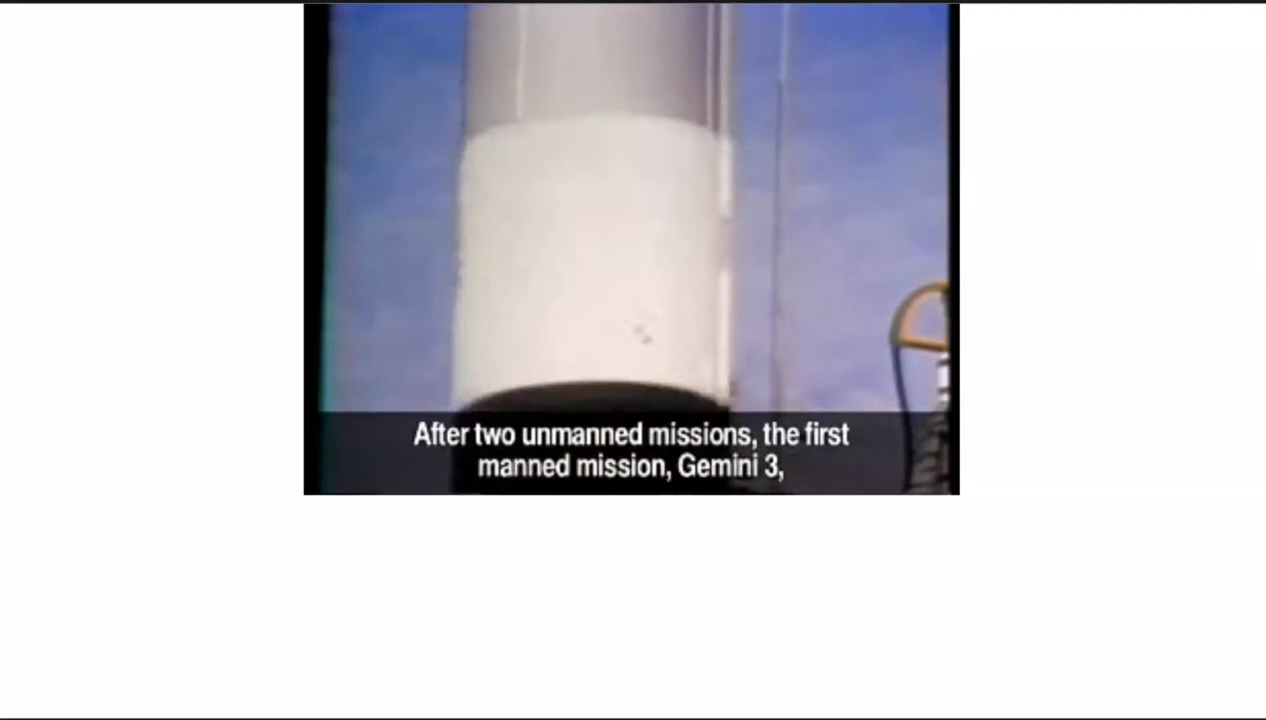 After two unmanned missions, the first
manned mission, Gemini 3,